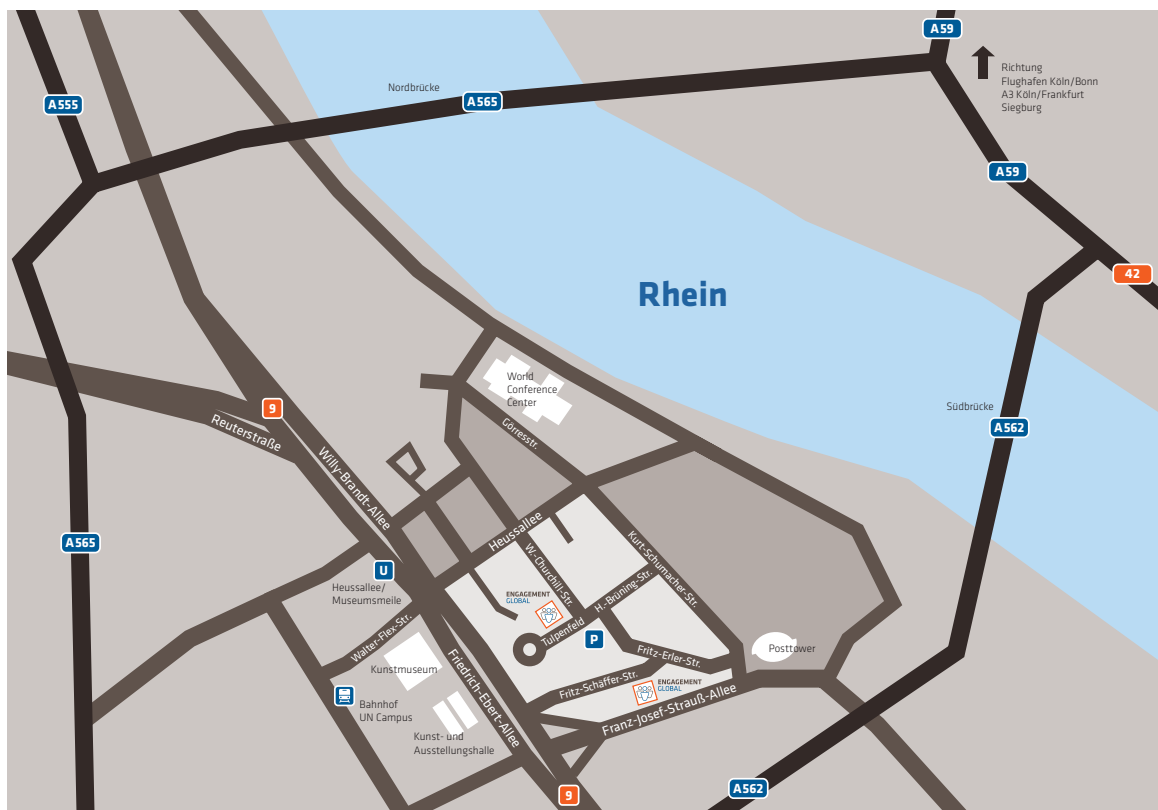 A59
Richtung
Flughafen Köln/Bonn
A3 Köln/Frankfurt
Siegburg
Nordbrücke
A565
A555
A59
42
Rhein
World
Conference
Center
Südbrücke
9
Reuterstraße
Görresstr.
A562
Willy-Brandt-Allee
Heussallee
A565
U
Heussallee/
Museumsmeile
W.-Churchill-Str.
Kurt-Schumacher-Str.
H.-Brüning-Str.
ENGAGEMENT
GLOBAL
Tulpenfeld
P
Walter-Flex-Str.
Kunstmuseum
Friedrich-Ebert-Allee
Fritz-Erler-Str.
Posttower
Fritz-Schäffer-Str.
ENGAGEMENT
GLOBAL
Franz-Josef-Strauß-Allee
Bahnhof
UN Campus
Kunst- und
Ausstellungshalle
A562
9